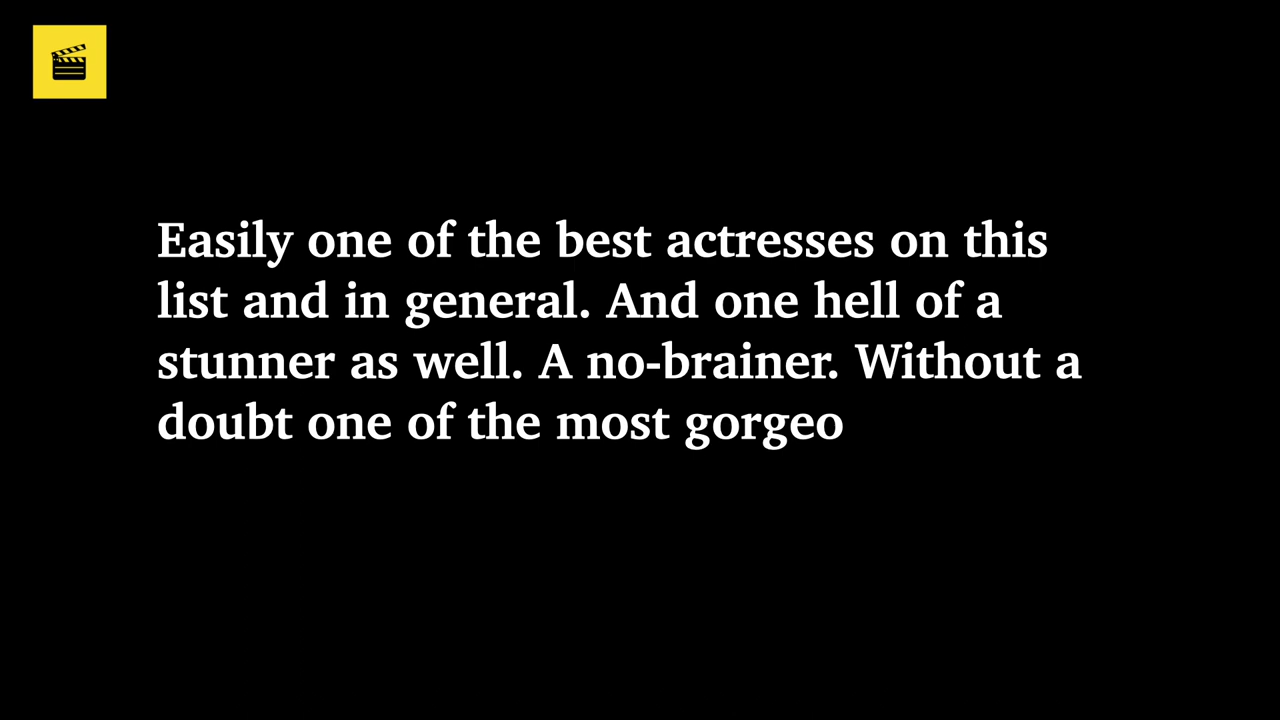 Easily one of the best actresses on this
list and in general. And one hell of a
stunner as well. A no-brainer. Without a
doubt one of the most gorgeo